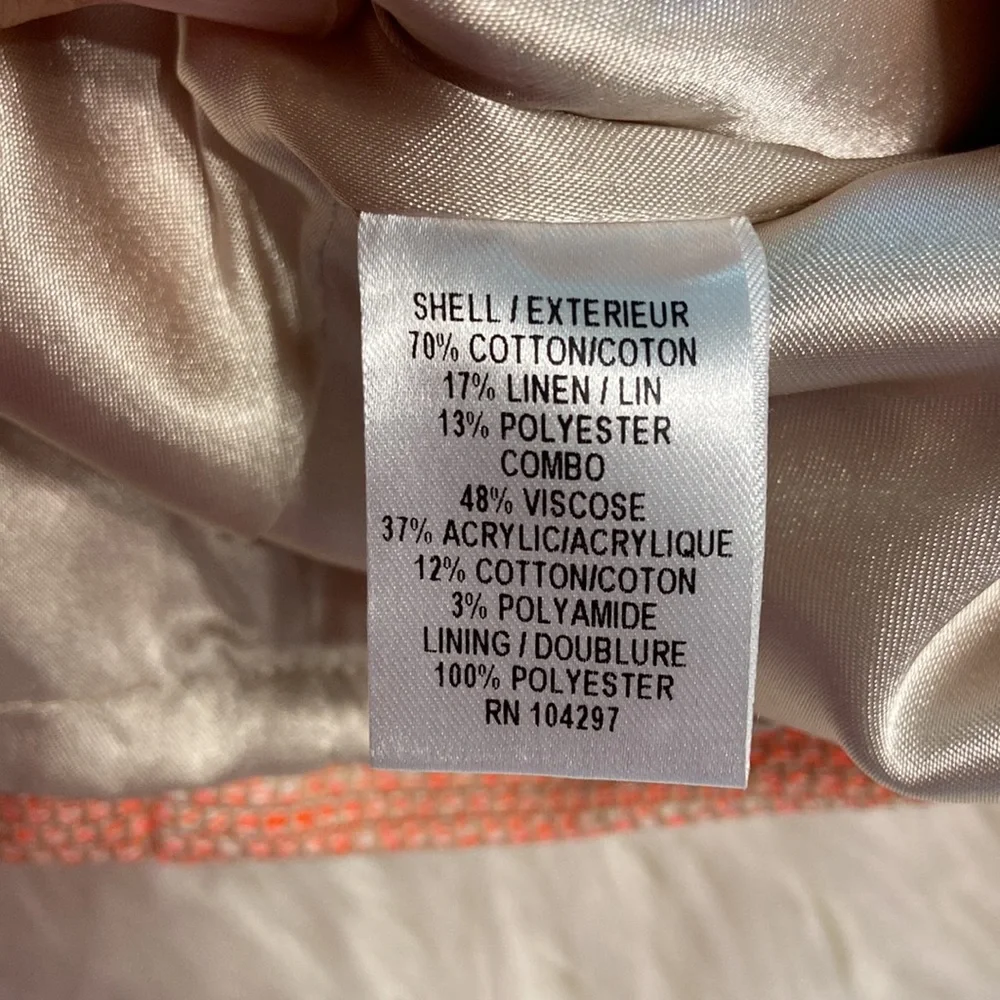 SHELL / EXTERIEUR
70% COTTON/COTON
17% LINEN / LIN
13% POLYESTER
COMBO
48% VISCOSE
37% ACRYLIC/ACRYLIQUE
12% COTTON/COTON
3% POLYAMIDE
LINING / DOUBLURE
100% POLYESTER
RN 104297